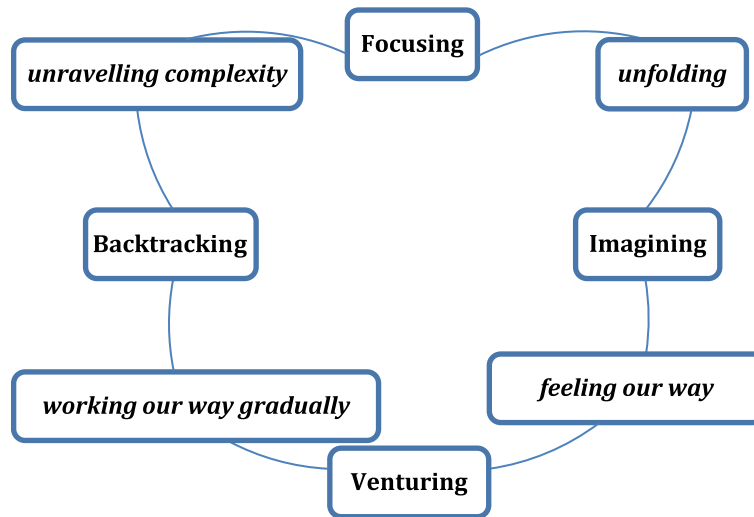 Focusing
unravelling complexity
unfolding
Backtracking
Imagining
working our way gradually
feeling our way
Venturing